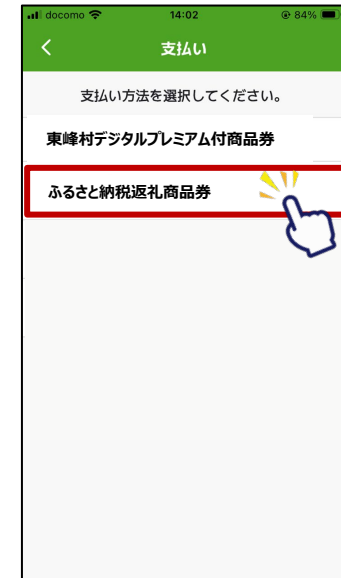 docomo 14:02 84%
支払い
支払い方法を選択してください。
東峰村デジタルプレミアム付商品券
ふるさと納税返礼商品券